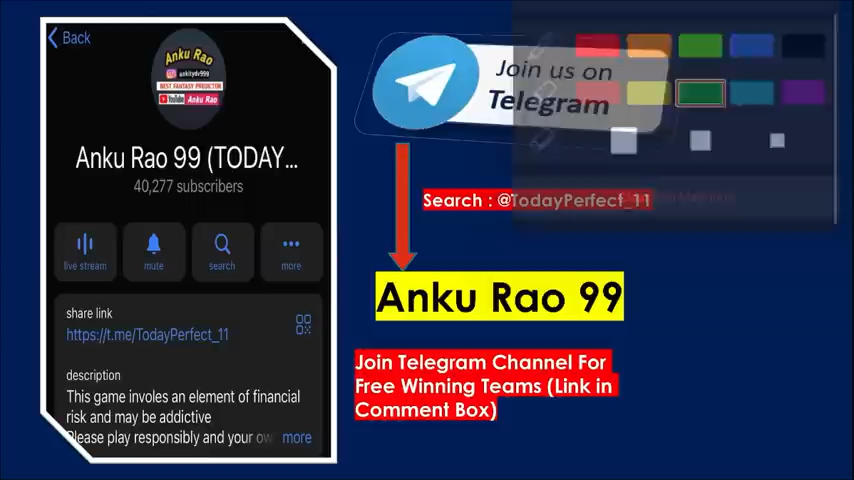 Back
Anku Rao
ankitydv999
BEST FANTASY PREDICTOR
YouTube Anku Rao
Anku Rao 99 (TODAY...
40,277 subscribers
live stream
mute
search
more
share link
https://t.me/TodayPerfect_11
description
This game involes an element of financial
risk and may be addictive
Please play responsibly and your ow
more
Join us on
Telegram
Search : @TodayPerfect_11
Anku Rao 99
Join Telegram Channel For
Free Winning Teams (Link in
Comment Box)